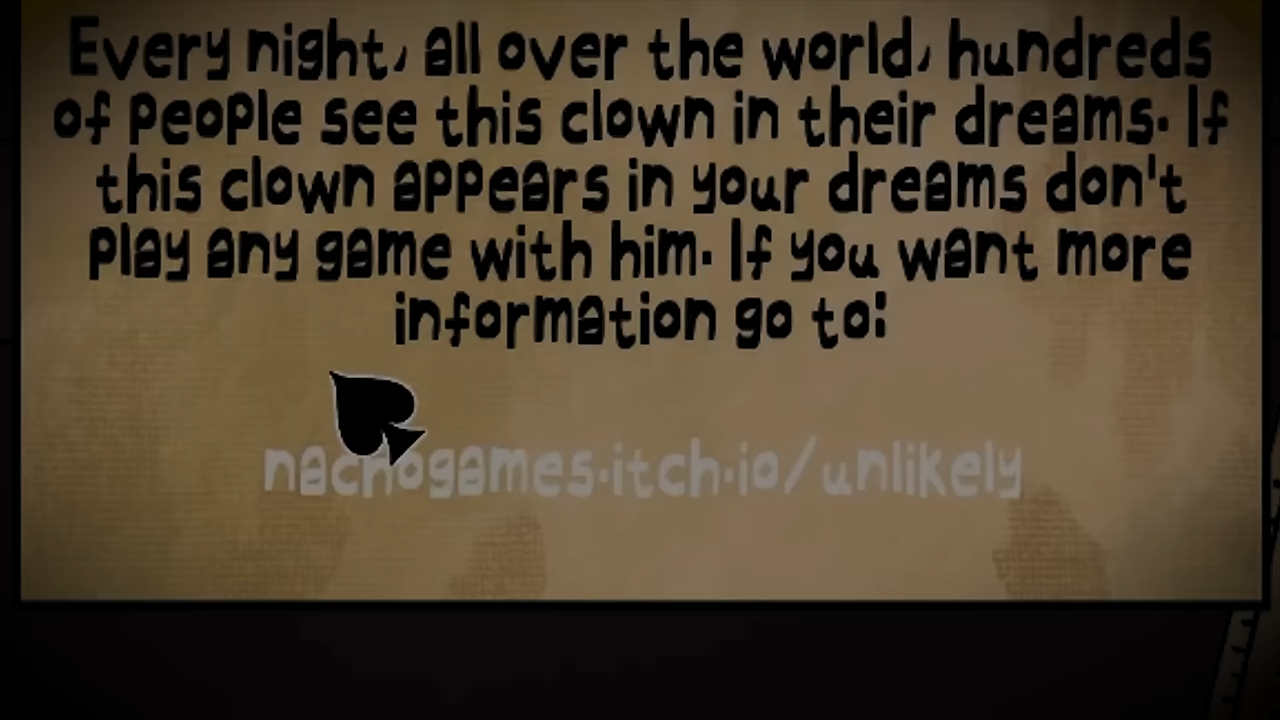 Every night, all over the world, hundreds
of people see this clown in their dreams. If
this clown appears in your dreams don't
play any game with him. If you want more
information go to:
nachogames.itch.io/unlikely